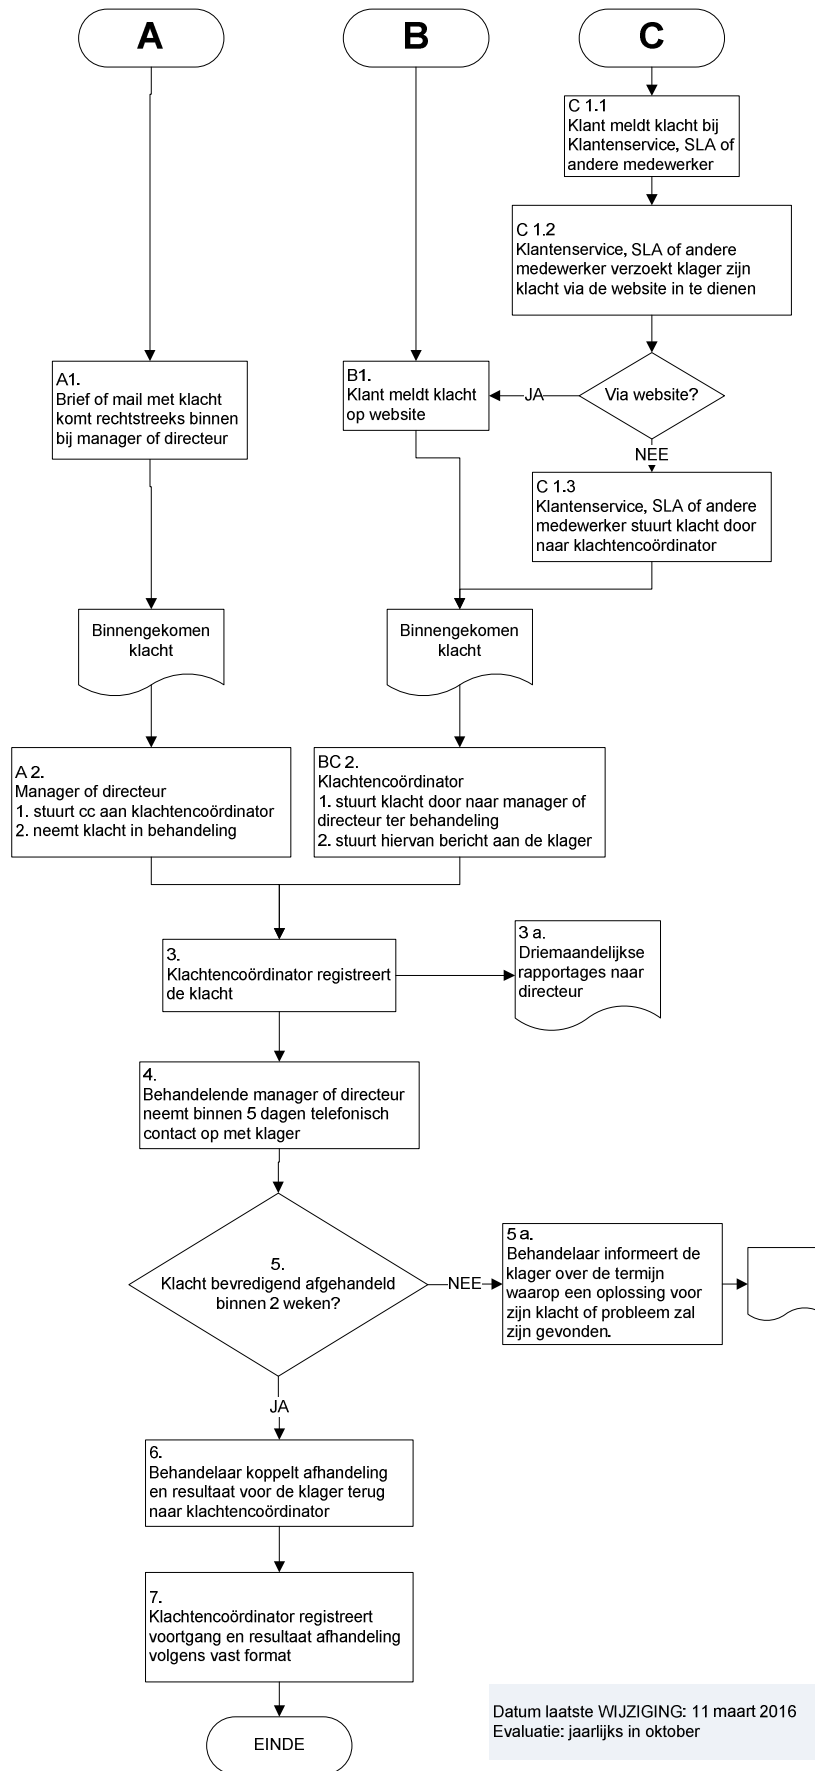 A
B
C
C 1.1
Klant meldt klacht bij
Klantenservice, SLA of
andere medewerker
C 1.2
Klantenservice, SLA of andere
medewerker verzoekt klager zijn
klacht via de website in te dienen
A1.
Brief of mail met klacht
komt rechtstreeks binnen
bij manager of directeur
B1.
Klant meldt klacht
op website
JA
Via website?
NEE
C 1.3
Klantenservice, SLA of andere
medewerker stuurt klacht door
naar klachtencoördinator
Binnengekomen
klacht
Binnengekomen
klacht
A 2.
Manager of directeur
1. stuurt cc aan klachtencoördinator
2. neemt klacht in behandeling
BC 2.
Klachtencoördinator
1. stuurt klacht door naar manager of
directeur ter behandeling
2. stuurt hiervan bericht aan de klager
3.
Klachtencoördinator registreert
de klacht
3 a.
Driemaandelijkse
rapportages naar
directeur
4.
Behandelende manager of directeur
neemt binnen 5 dagen telefonisch
contact op met klager
5.
Klacht bevredigend afgehandeld
binnen 2 weken?
NEE
5 a.
Behandelaar informeert de
klager over de termijn
waarop een oplossing voor
zijn klacht of probleem zal
zijn gevonden.
JA
6.
Behandelaar koppelt afhandeling
en resultaat voor de klager terug
naar klachtencoördinator
7.
Klachtencoördinator registreert
voortgang en resultaat afhandeling
volgens vast format
EINDE
Datum laatste WIJZIGING: 11 maart 2016
Evaluatie: jaarlijks in oktober